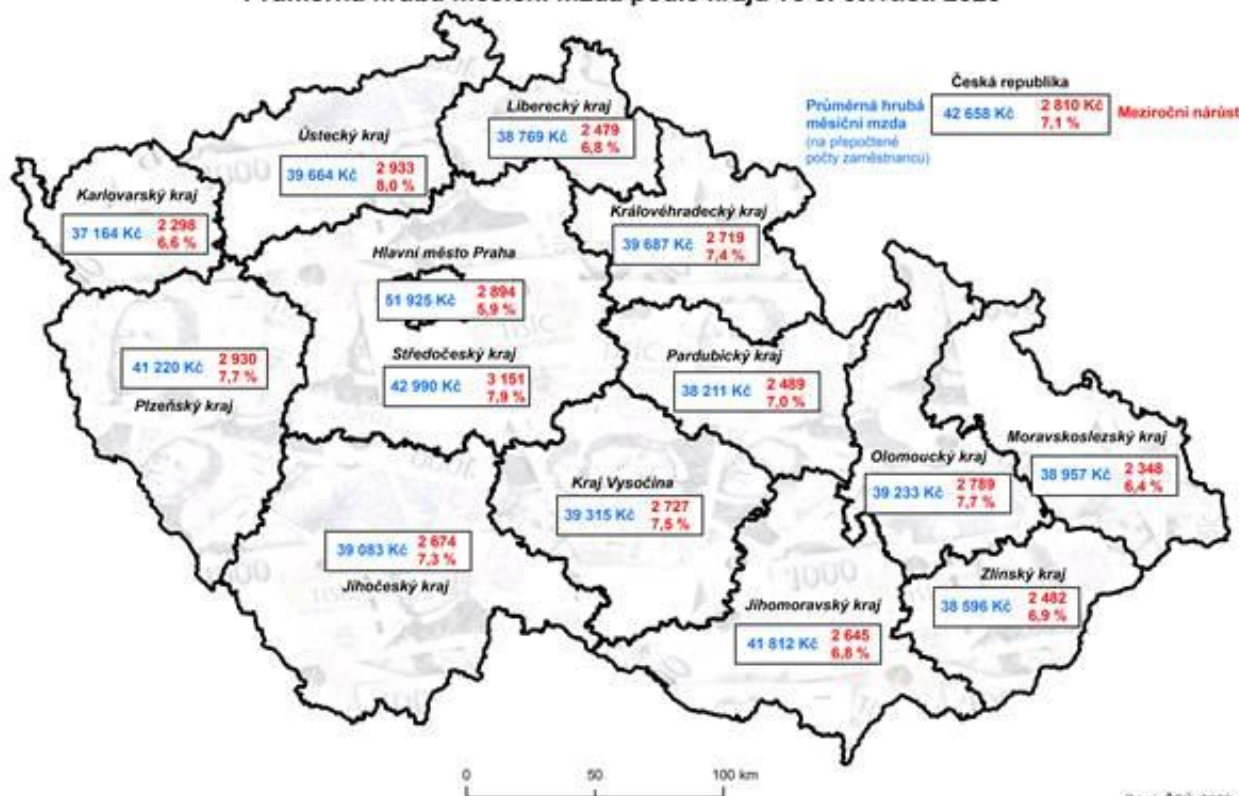 Česká republika
Průměrná hrubá
měsíční mzda
(na přepočtené
počty zaměstnanců)
42 658 Kč 2 810 Kč
7,1 %
Meziroční nárůst
Liberecký kraj
38 769 Kč 2 479
6,8 %
Ústecký kraj
39 664 Kč 2 933
8,0 %
Karlovarský kraj
37 164 Kč 2 298
6,6 %
Královéhradecký kraj
39 687 Kč 2 719
7,4 %
Hlavní město Praha
51 925 Kč 2 894
5,9 %
Středočeský kraj
42 990 Kč 3 151
7,9 %
41 220 Kč 2 930
7,7 %
Plzeňský kraj
Pardubický kraj
38 211 Kč 2 489
7,0 %
Moravskoslezský kraj
38 957 Kč 2 348
6,4 %
Olomoucký kraj
39 233 Kč 2 789
7,7 %
Kraj Vysočina
39 315 Kč 2 727
7,5 %
39 083 Kč 2 674
7,3 %
Jihočeský kraj
Zlínský kraj
38 596 Kč 2 482
6,9 %
Jihomoravský kraj
41 812 Kč 2 645
6,8 %
0 50 100 km